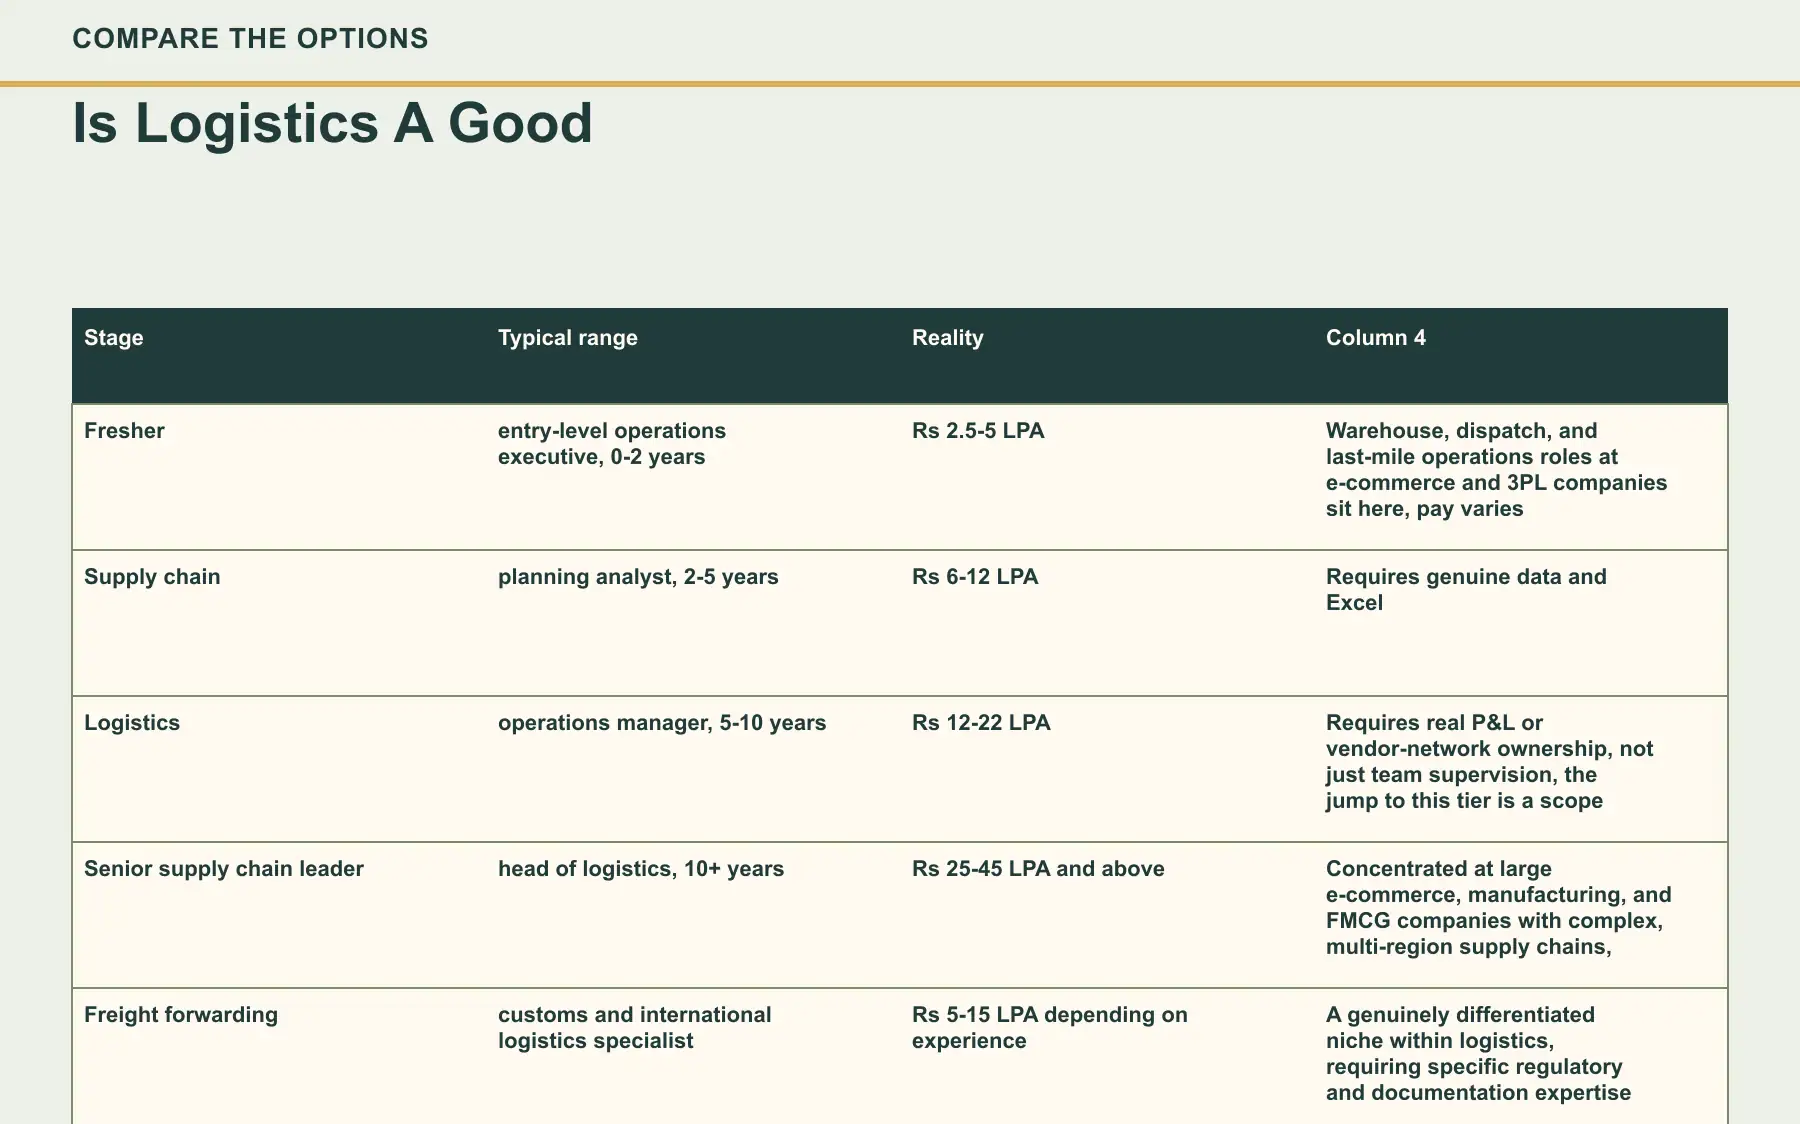 COMPARE THE OPTIONS
Is Logistics A Good
Stage
Typical range
Reality
Column 4
Fresher
entry-level operations
executive, 0-2 years
Rs 2.5-5 LPA
Warehouse, dispatch, and
last-mile operations roles at
e-commerce and 3PL companies
sit here, pay varies
Supply chain
planning analyst, 2-5 years
Rs 6-12 LPA
Requires genuine data and
Excel
Logistics
operations manager, 5-10 years
Rs 12-22 LPA
Requires real P&L or
vendor-network ownership, not
just team supervision, the
jump to this tier is a scope
Senior supply chain leader
head of logistics, 10+ years
Rs 25-45 LPA and above
Concentrated at large
e-commerce, manufacturing, and
FMCG companies with complex,
multi-region supply chains,
Freight forwarding
customs and international
logistics specialist
Rs 5-15 LPA depending on
experience
A genuinely differentiated
niche within logistics,
requiring specific regulatory
and documentation expertise